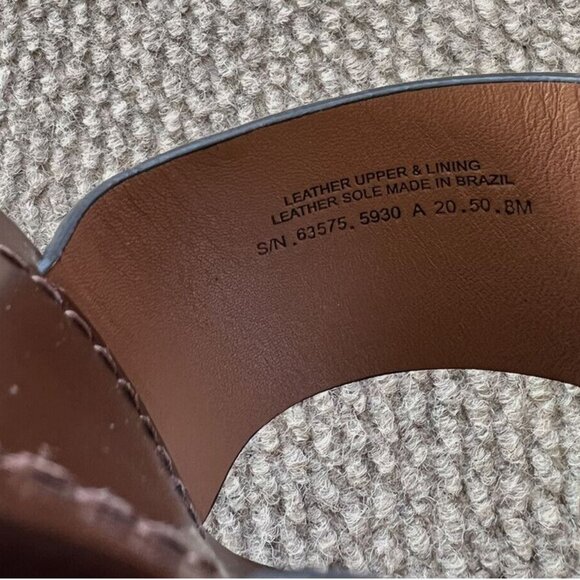 LEATHER UPPER & LINING
LEATHER SOLE MADE IN BRAZIL
S/N.63575.5930 A 20.50.8M